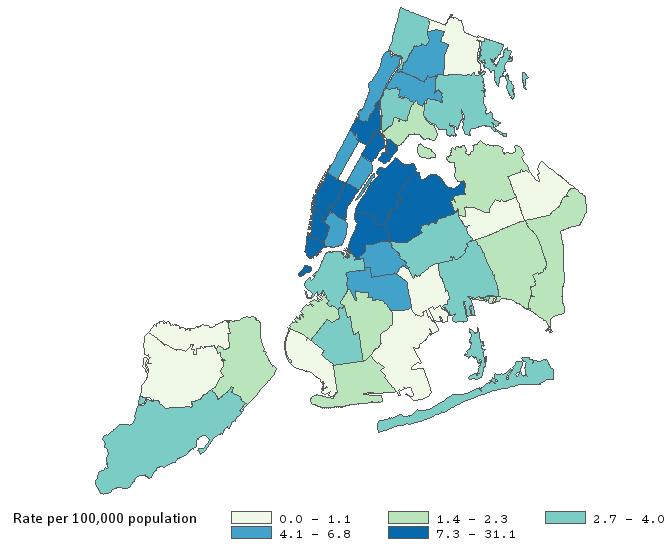 Rate per 100,000 population 0.0 - 1.1 1.4 - 2.3 2.7 - 4.0
4.1 - 6.8 7.3 - 31.1